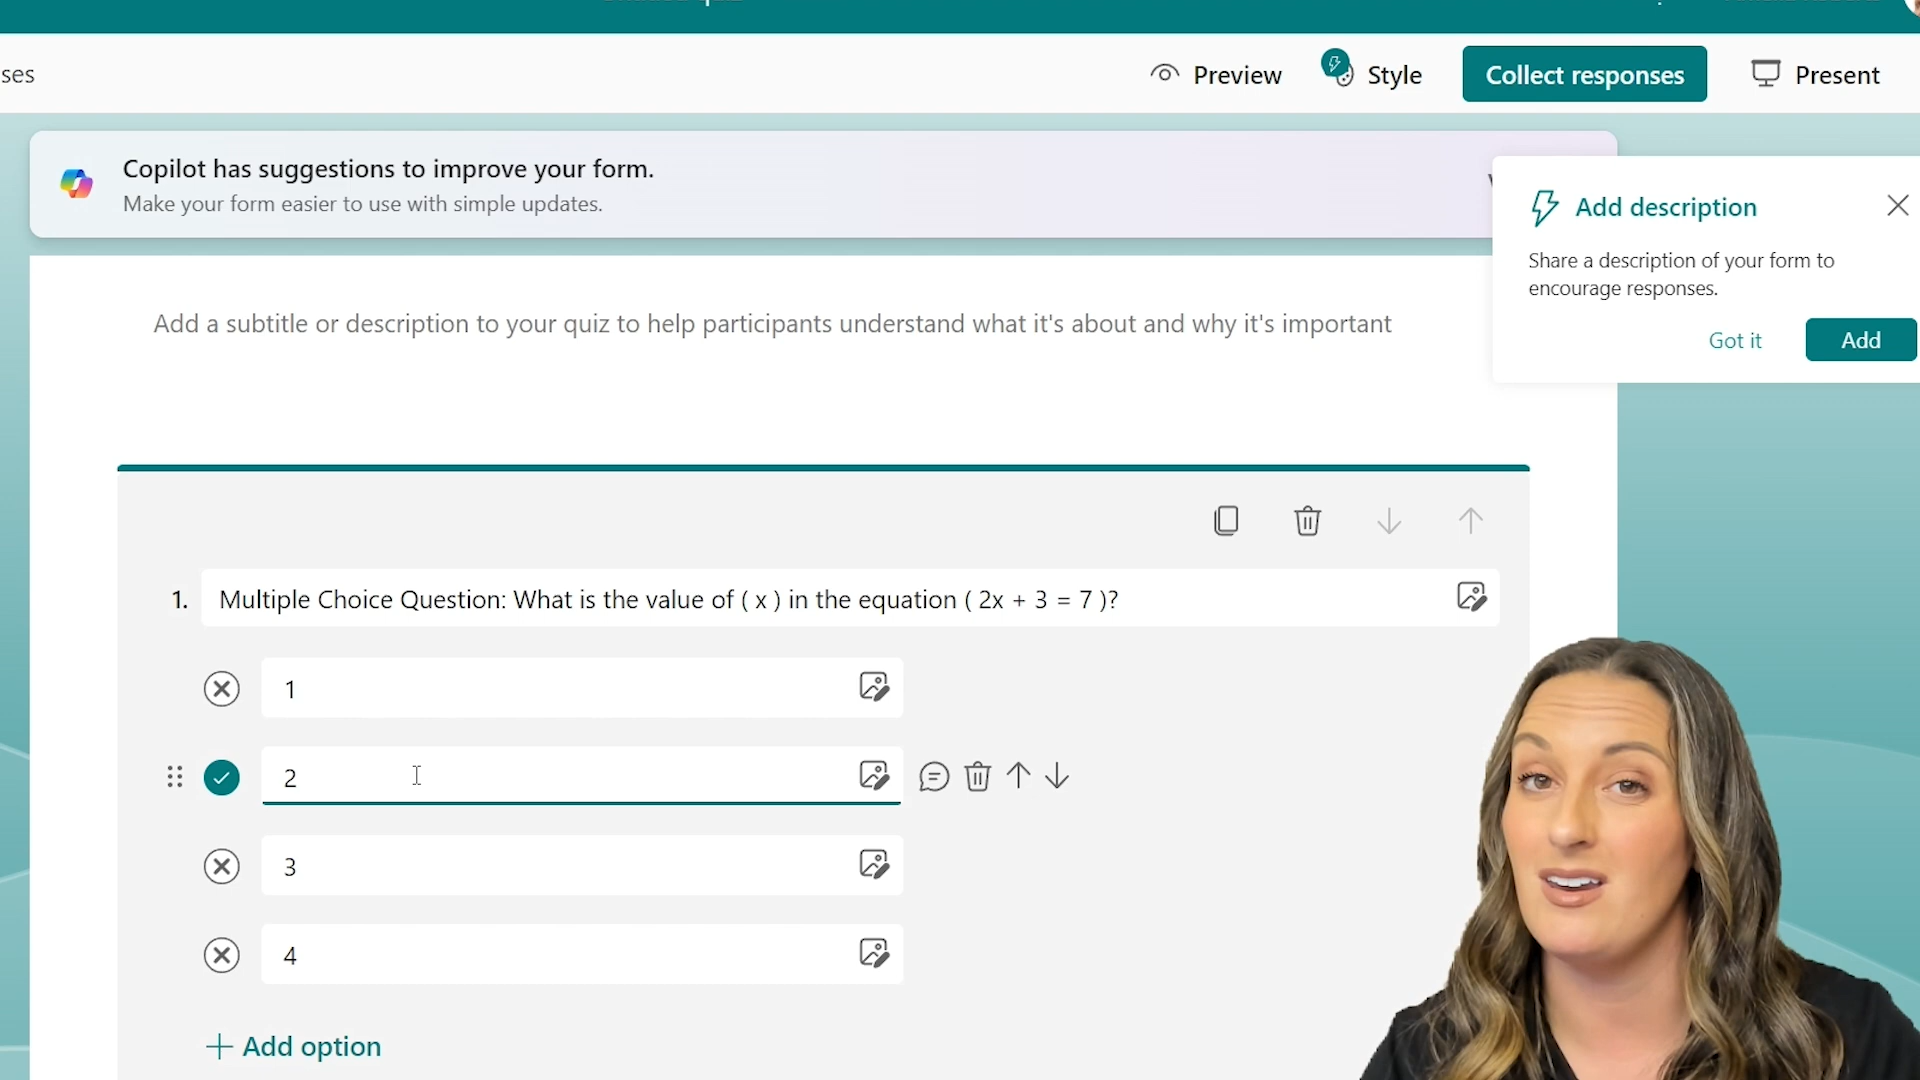 ses
Preview
Style
Collect responses
Present
Copilot has suggestions to improve your form.
Make your form easier to use with simple updates.
Add description
Share a description of your form to
encourage responses.
Got it
Add
Add a subtitle or description to your quiz to help participants understand what it's about and why it's important
1. Multiple Choice Question: What is the value of ( x ) in the equation ( 2x + 3 = 7 )?
1
2
3
4
Add option